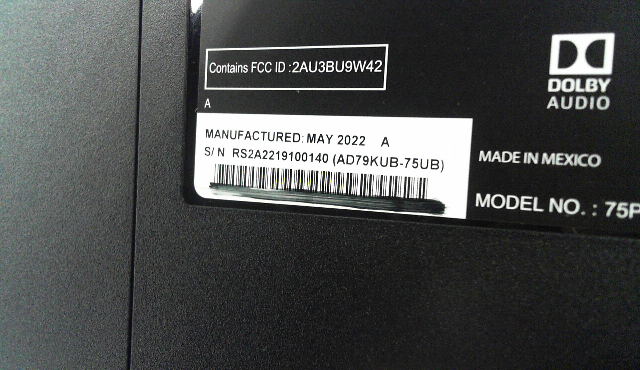 Contains FCC ID :2AU3BU9W42
A
MANUFACTURED: MAY 2022 A
S/ N RS2A2219100140 (AD79KUB-75UB)
DOLBY
AUDIO
MADE IN MEXICO
MODEL NO. : 75P